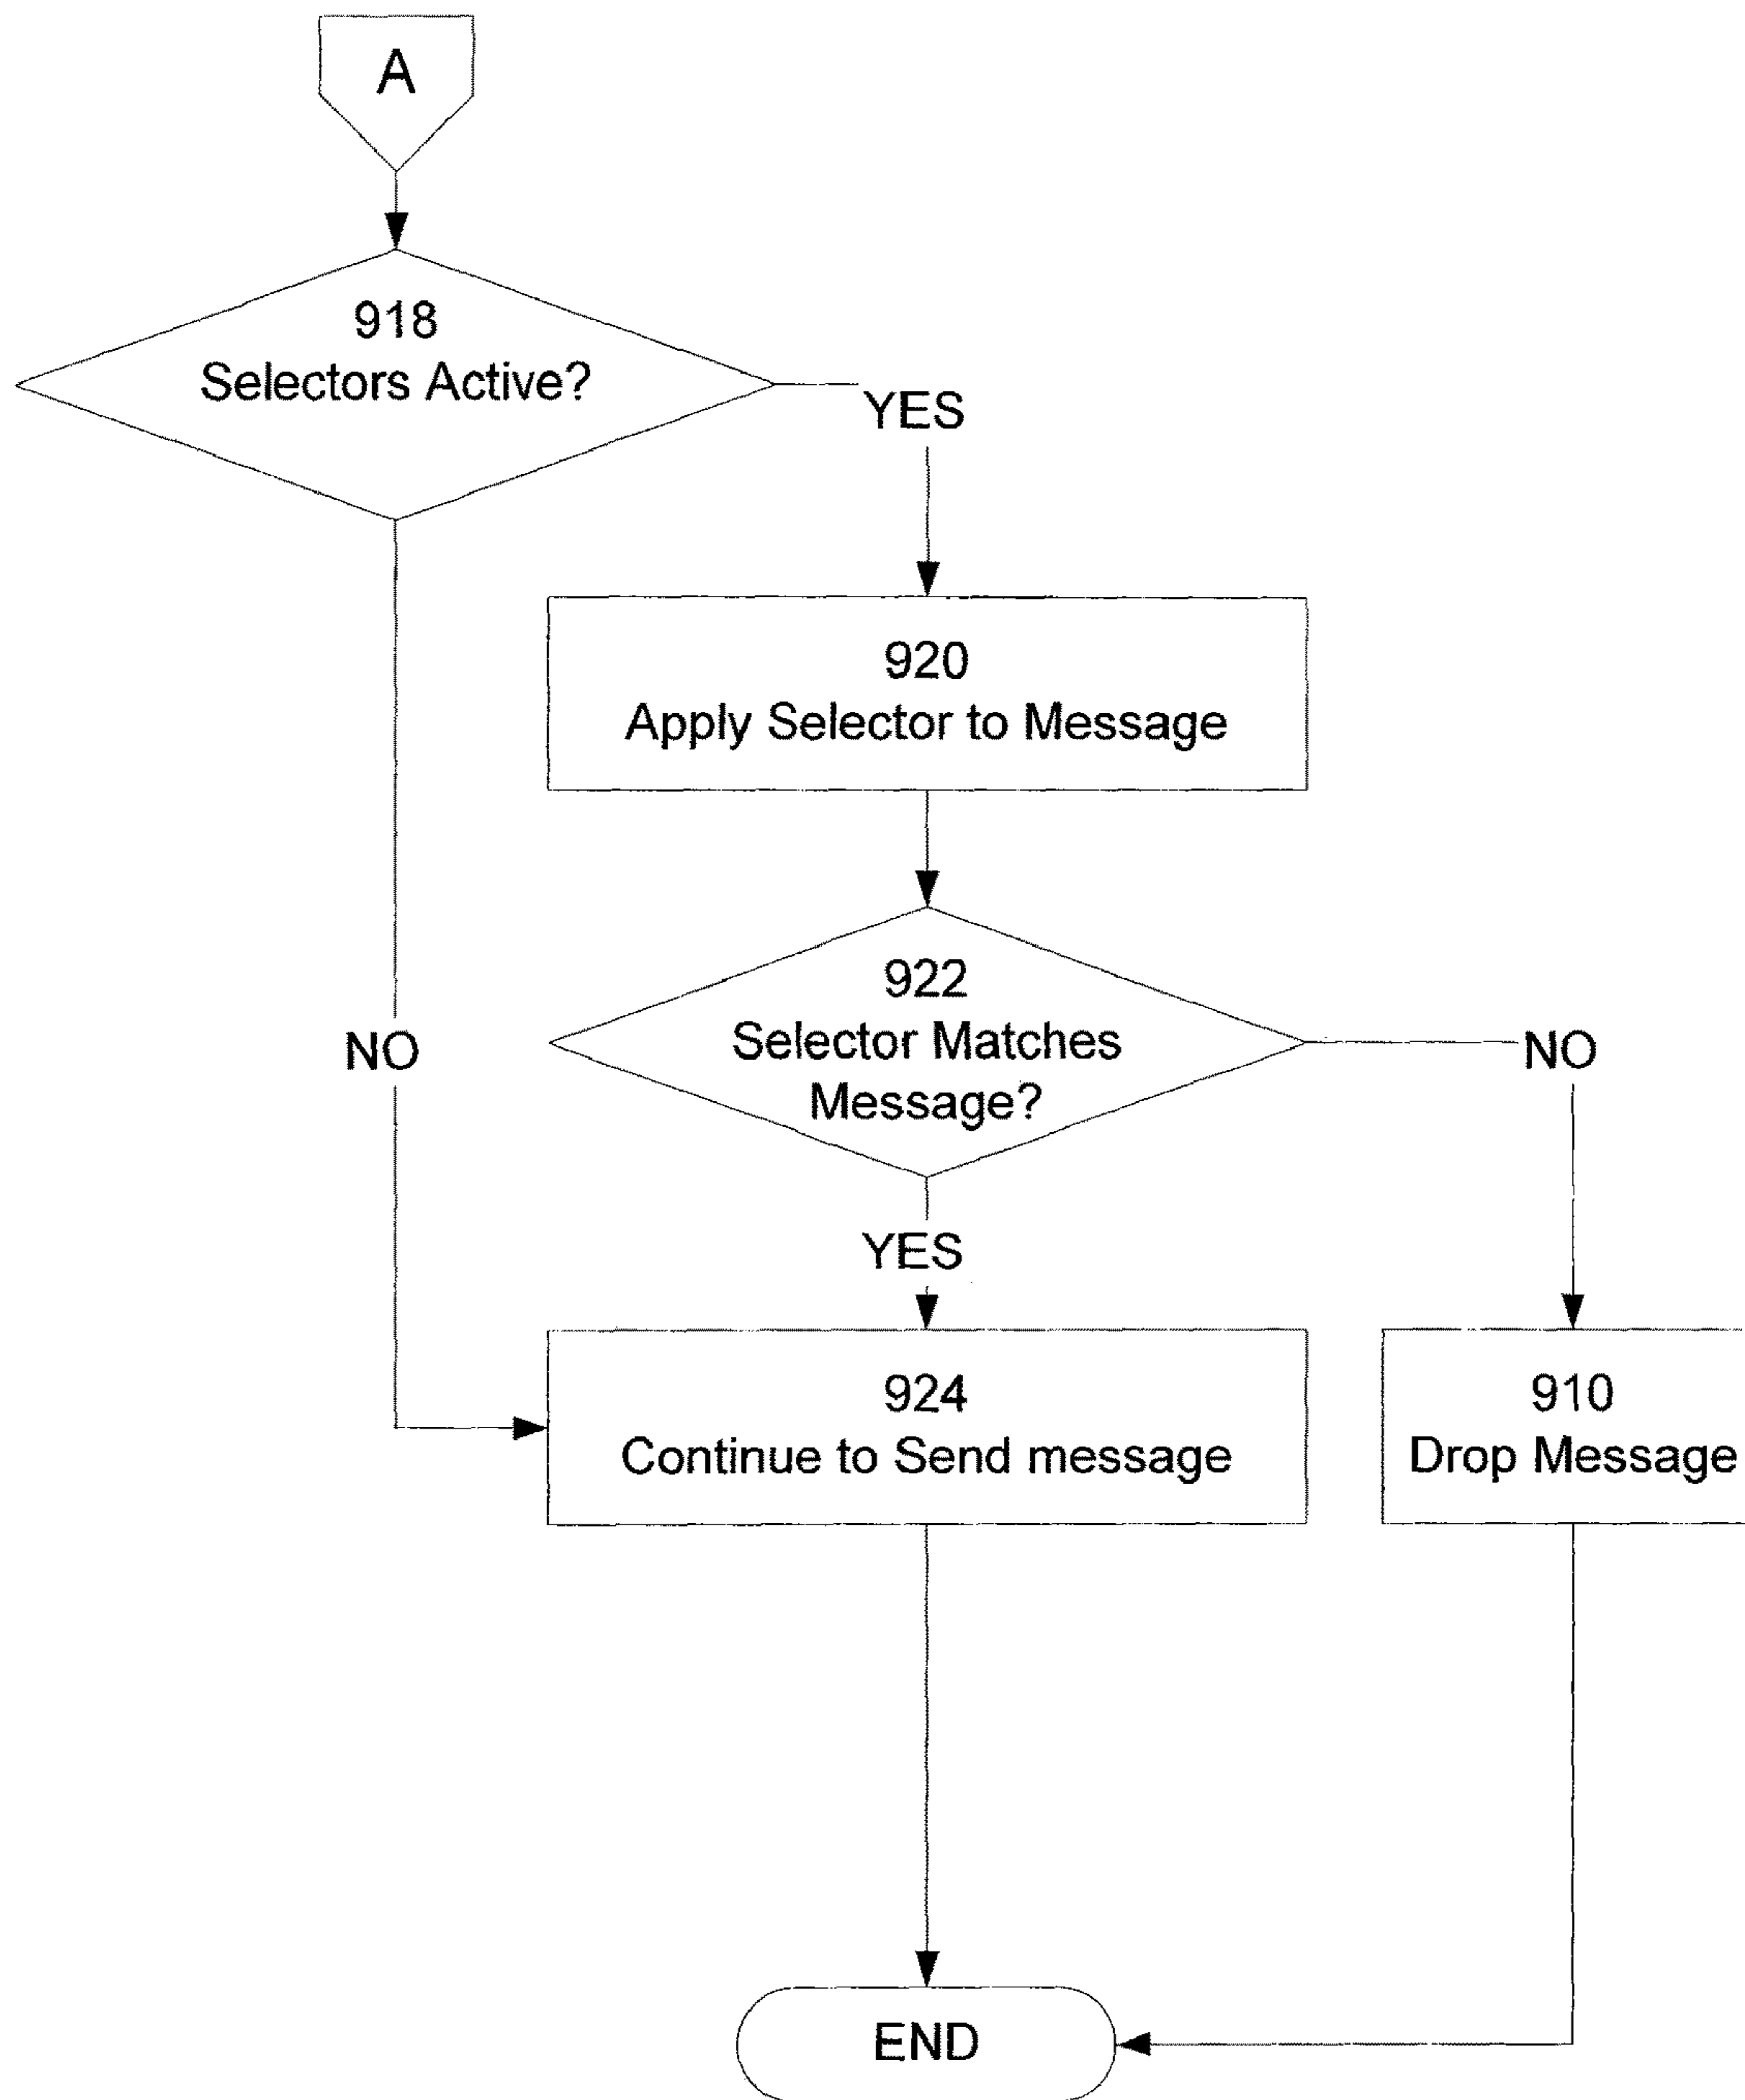 A
918
Selectors Active?
YES
920
Apply Selector to Message
922
Selector Matches
Message?
NO
NO
YES
924
Continue to Send message
910
Drop Message
END